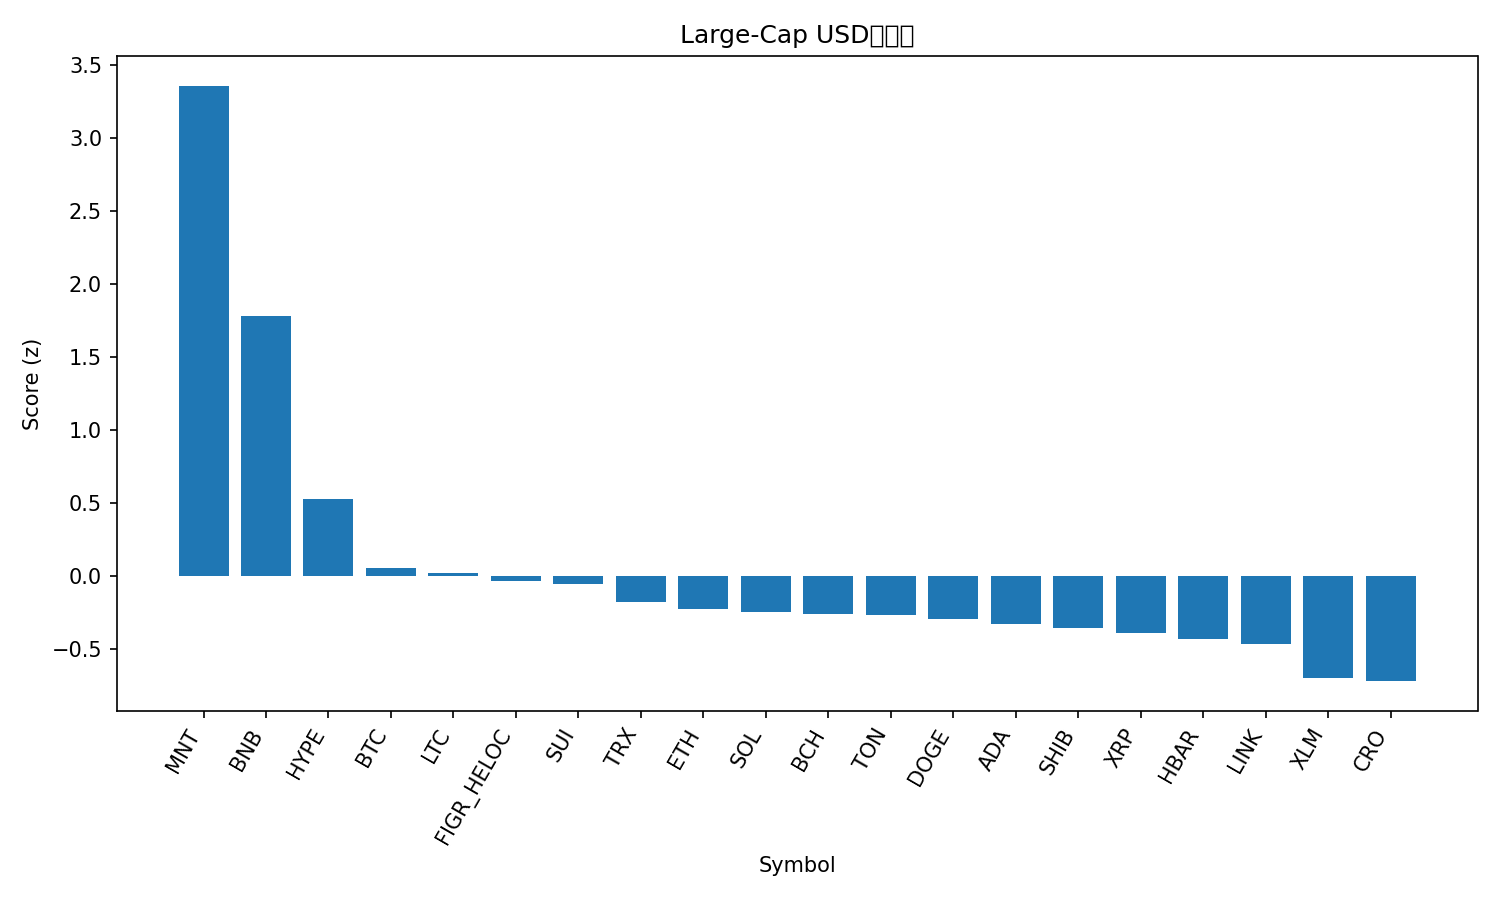 Large-Cap USD
3.5
3.0
2.5
2.0
1.5
1.0
0.5
0.0
−0.5
Score (z)
MNT
BNB
HYPE
BTC
LTC
FIGR_HELOC
SUI
TRX
ETH
SOL
BCH
TON
DOGE
ADA
SHIB
XRP
HBAR
LINK
XLM
CRO
Symbol